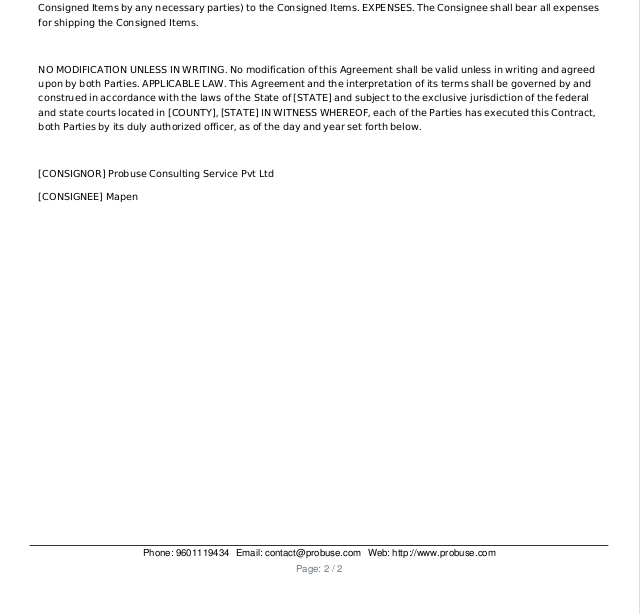 Consigned Items by any necessary parties) to the Consigned Items. EXPENSES. The Consignee shall bear all expenses
for shipping the Consigned Items.
NO MODIFICATION UNLESS IN WRITING. No modification of this Agreement shall be valid unless in writing and agreed
upon by both Parties. APPLICABLE LAW. This Agreement and the interpretation of its terms shall be governed by and
construed in accordance with the laws of the State of [STATE] and subject to the exclusive jurisdiction of the federal
and state courts located in [COUNTY], [STATE] IN WITNESS WHEREOF, each of the Parties has executed this Contract,
both Parties by its duly authorized officer, as of the day and year set forth below.
[CONSIGNOR] Probuse Consulting Service Pvt Ltd
[CONSIGNEE] Mapen
Phone: 9601119434 Email: contact@probuse.com Web: http://www.probuse.com
Page: 2 / 2